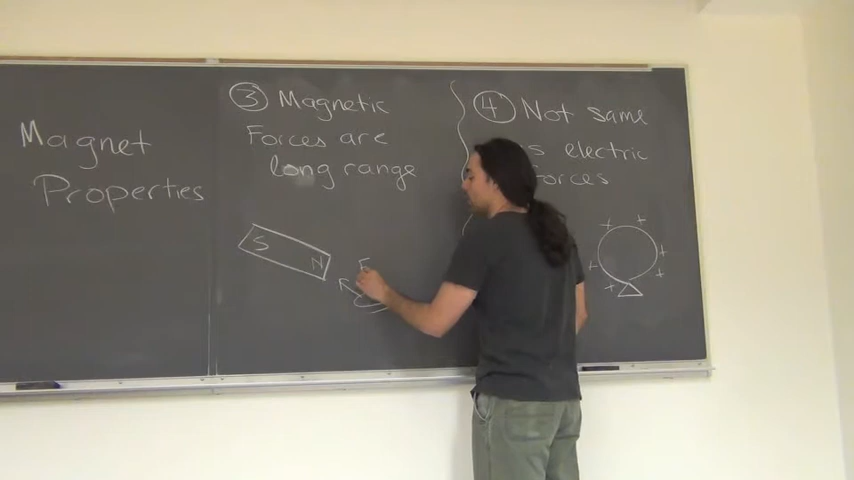 Magnet
Properties
③ Magnetic
Forces are
long range
S
N
F
④ Not same
electric
forces
+ +
+ +
+ +